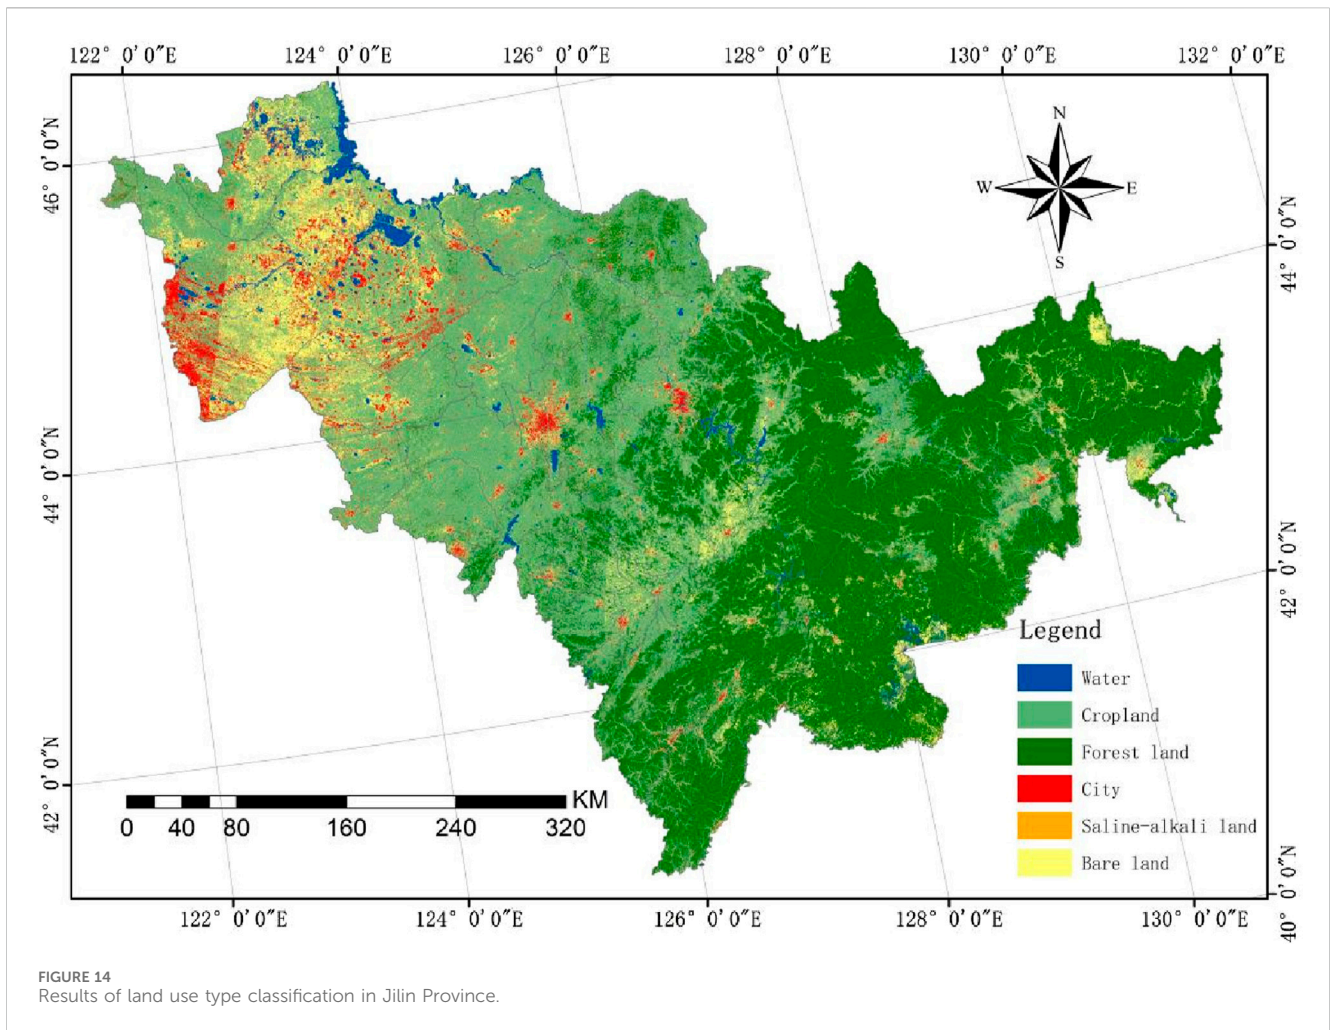 122° 0′0″E 124° 0′0″E 126° 0′0″E 128° 0′0″E 130° 0′0″E 132° 0′0″E
N
W E
S
46° 0′0″N
44° 0′0″N
42° 0′0″N
44° 0′0″N
42° 0′0″N
40° 0′0″N
Legend
Water
Cropland
Forest land
City
Saline-alkali land
Bare land
KM
0 40 80 160 240 320
122° 0′0″E 124° 0′0″E 126° 0′0″E 128° 0′0″E 130° 0′0″E
FIGURE 14
Results of land use type classification in Jilin Province.